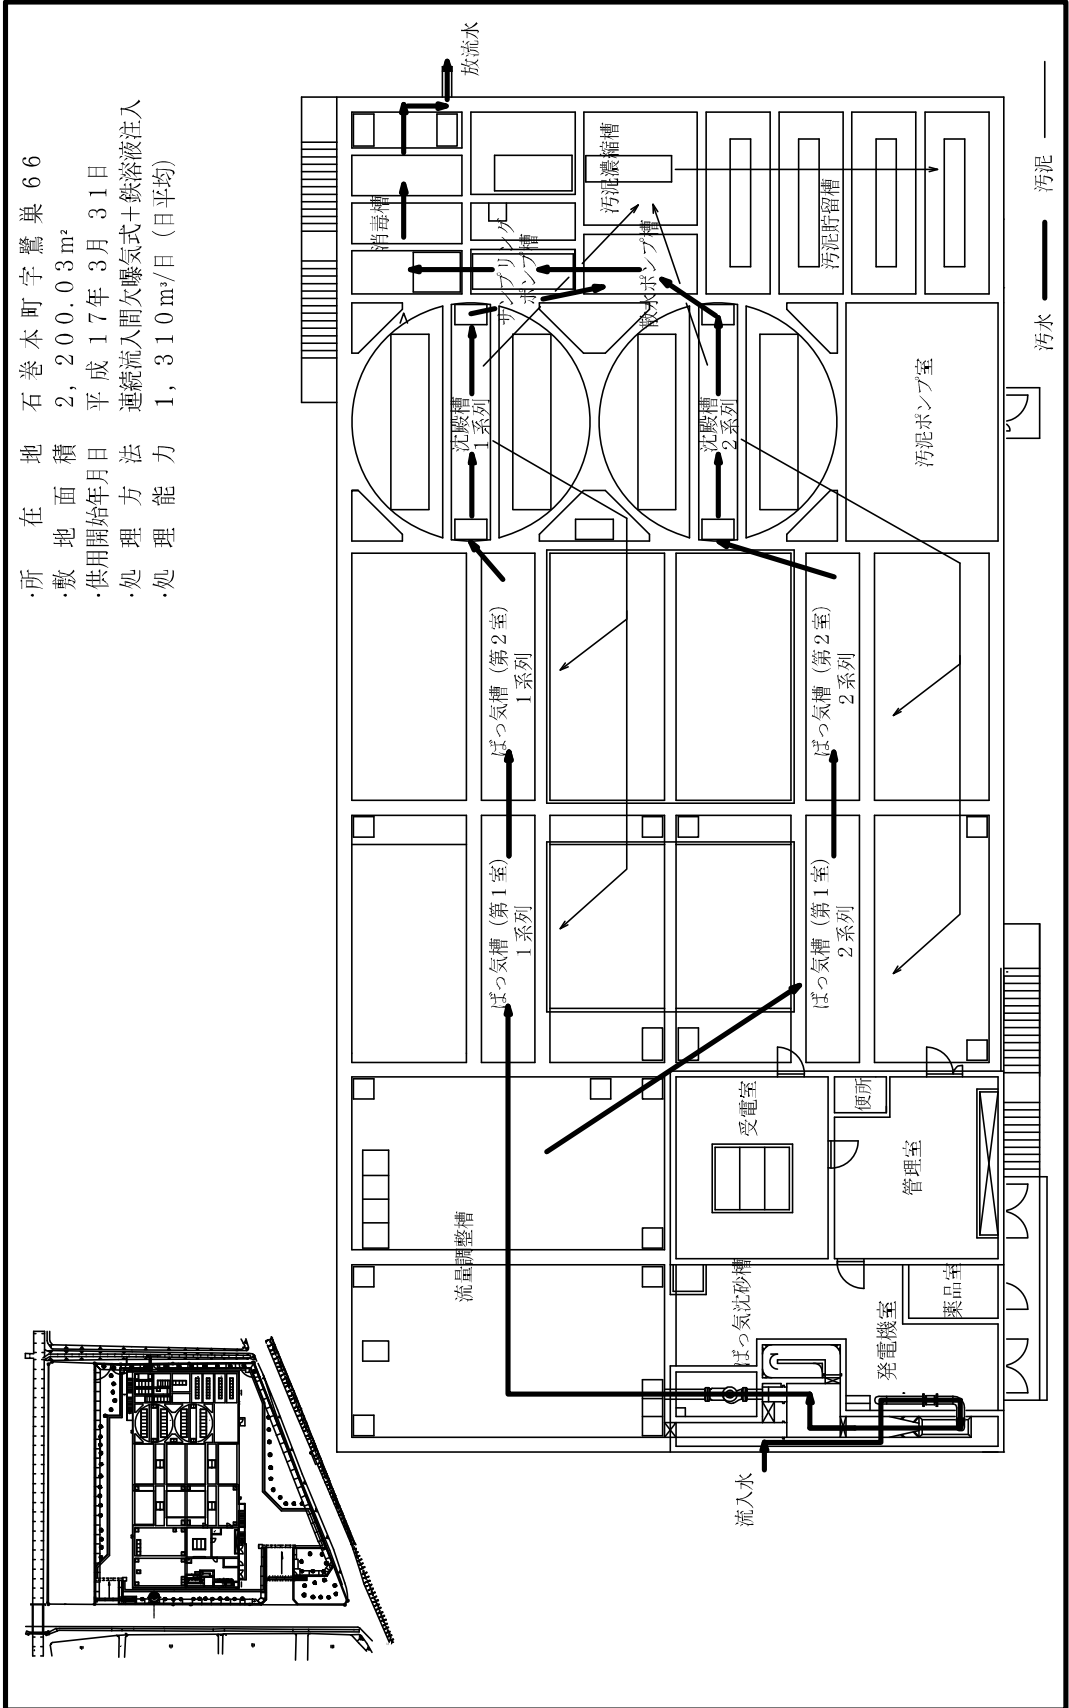 ・所在地 石巻本町字鷺巣66
・敷地面積 2,200.03m²
・供用開始年月日 平成17年3月31日
・処理方法 連続流入間欠曝気式+鉄溶液注入
・処理能力 1,310m³/日(日平均)
放流水
消毒槽
サンプリング
ポンプ槽
汚泥濃縮槽
散水ポンプ槽
汚泥貯留槽
沈殿槽
1系列
沈殿槽
2系列
汚泥ポンプ室
ばっ気槽(第2室)
1系列
ばっ気槽(第2室)
2系列
ばっ気槽(第1室)
1系列
ばっ気槽(第1室)
2系列
流量調整槽
受電室
便所
管理室
ばっ気沈砂槽
発電機室
薬品室
流入水
汚水
汚泥